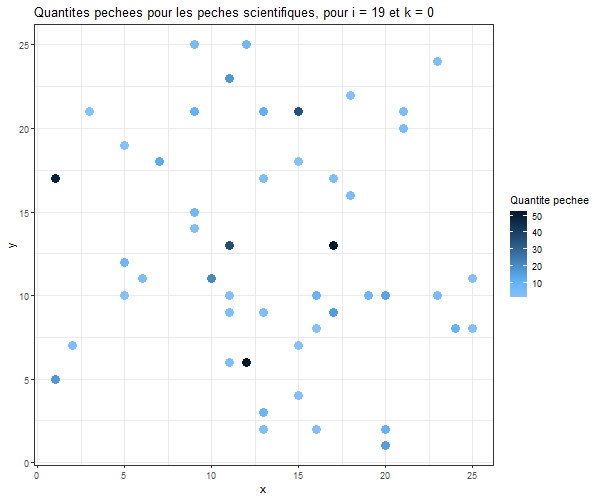 Quantites pechees pour les peches scientifiques, pour i = 19 et k = 0
25
20
15
10
5
0
y
0 5 10 15 20 25
x
Quantite pechee
50
40
30
20
10